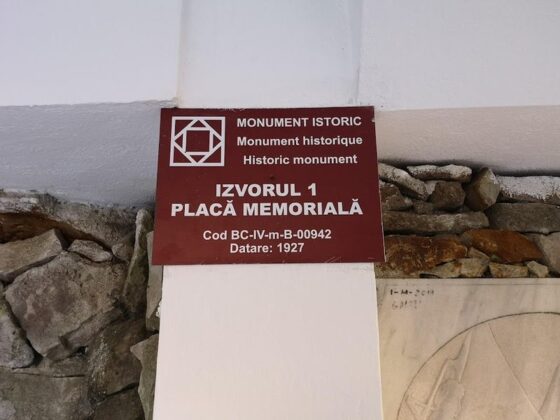 MONUMENT ISTORIC
Monument historique
Historic monument
IZVORUL 1
PLACĂ MEMORIALĂ
Cod BC-IV-m-B-00942
Datare: 1927